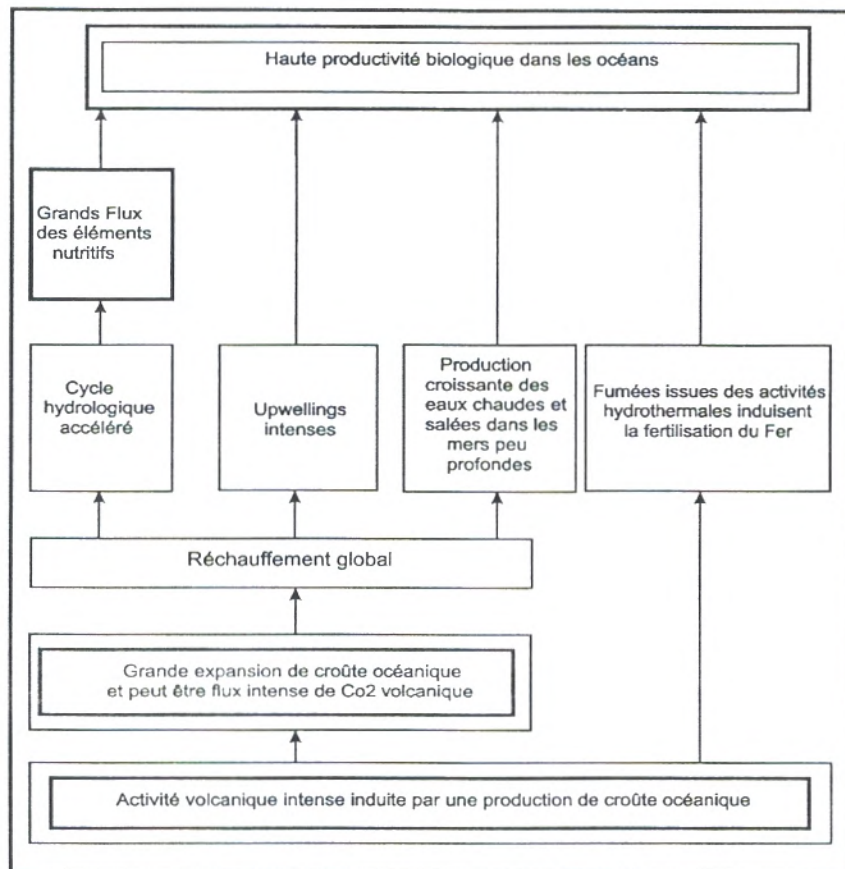 Haute productivité biologique dans les océans
Grands Flux
des éléments
nutritifs
Cycle
hydrologique
accéléré
Upwellings
intenses
Production
croissante des
eaux chaudes et
salées dans les
mers peu
profondes
Fumées issues des activités
hydrothermales induisent
la fertilisation du Fer
Réchauffement global
Grande expansion de croûte océanique
et peut être flux intense de Co2 volcanique
Activité volcanique intense induite par une production de croûte océanique